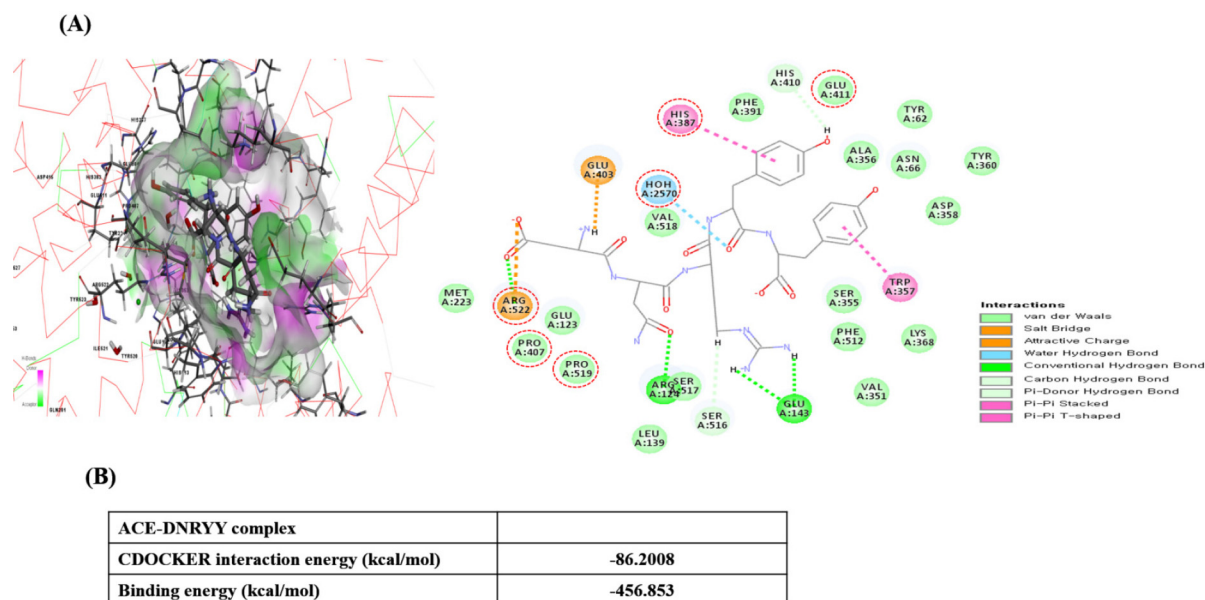 (A)
HIS
A:410
GLU
A:411
PHE
A:391
TYR
A:62
HIS
A:387
ALA
A:356
ASN
A:66
TYR
A:360
GLU
A:403
HOH
A:2570
VAL
A:518
ASP
A:358
H
H
O
O
N
N
O
O
O
N
N
O
O
-O
-O
TRP
A:357
MET
A:223
ARG
A:522
GLU
A:123
SER
A:355
PRO
A:407
PHE
A:512
LYS
A:368
PRO
A:519
ARG
A:124
SER
A:517
GLU
A:143
VAL
A:351
SER
A:516
LEU
A:139
Interactions
van der Waals
Salt Bridge
Attractive Charge
Water Hydrogen Bond
Conventional Hydrogen Bond
Carbon Hydrogen Bond
Pi-Donor Hydrogen Bond
Pi-Pi Stacked
Pi-Pi T-shaped
(B)
ACE-DNRYY complex
CDOCKER interaction energy (kcal/mol) -86.2008
Binding energy (kcal/mol) -456.853